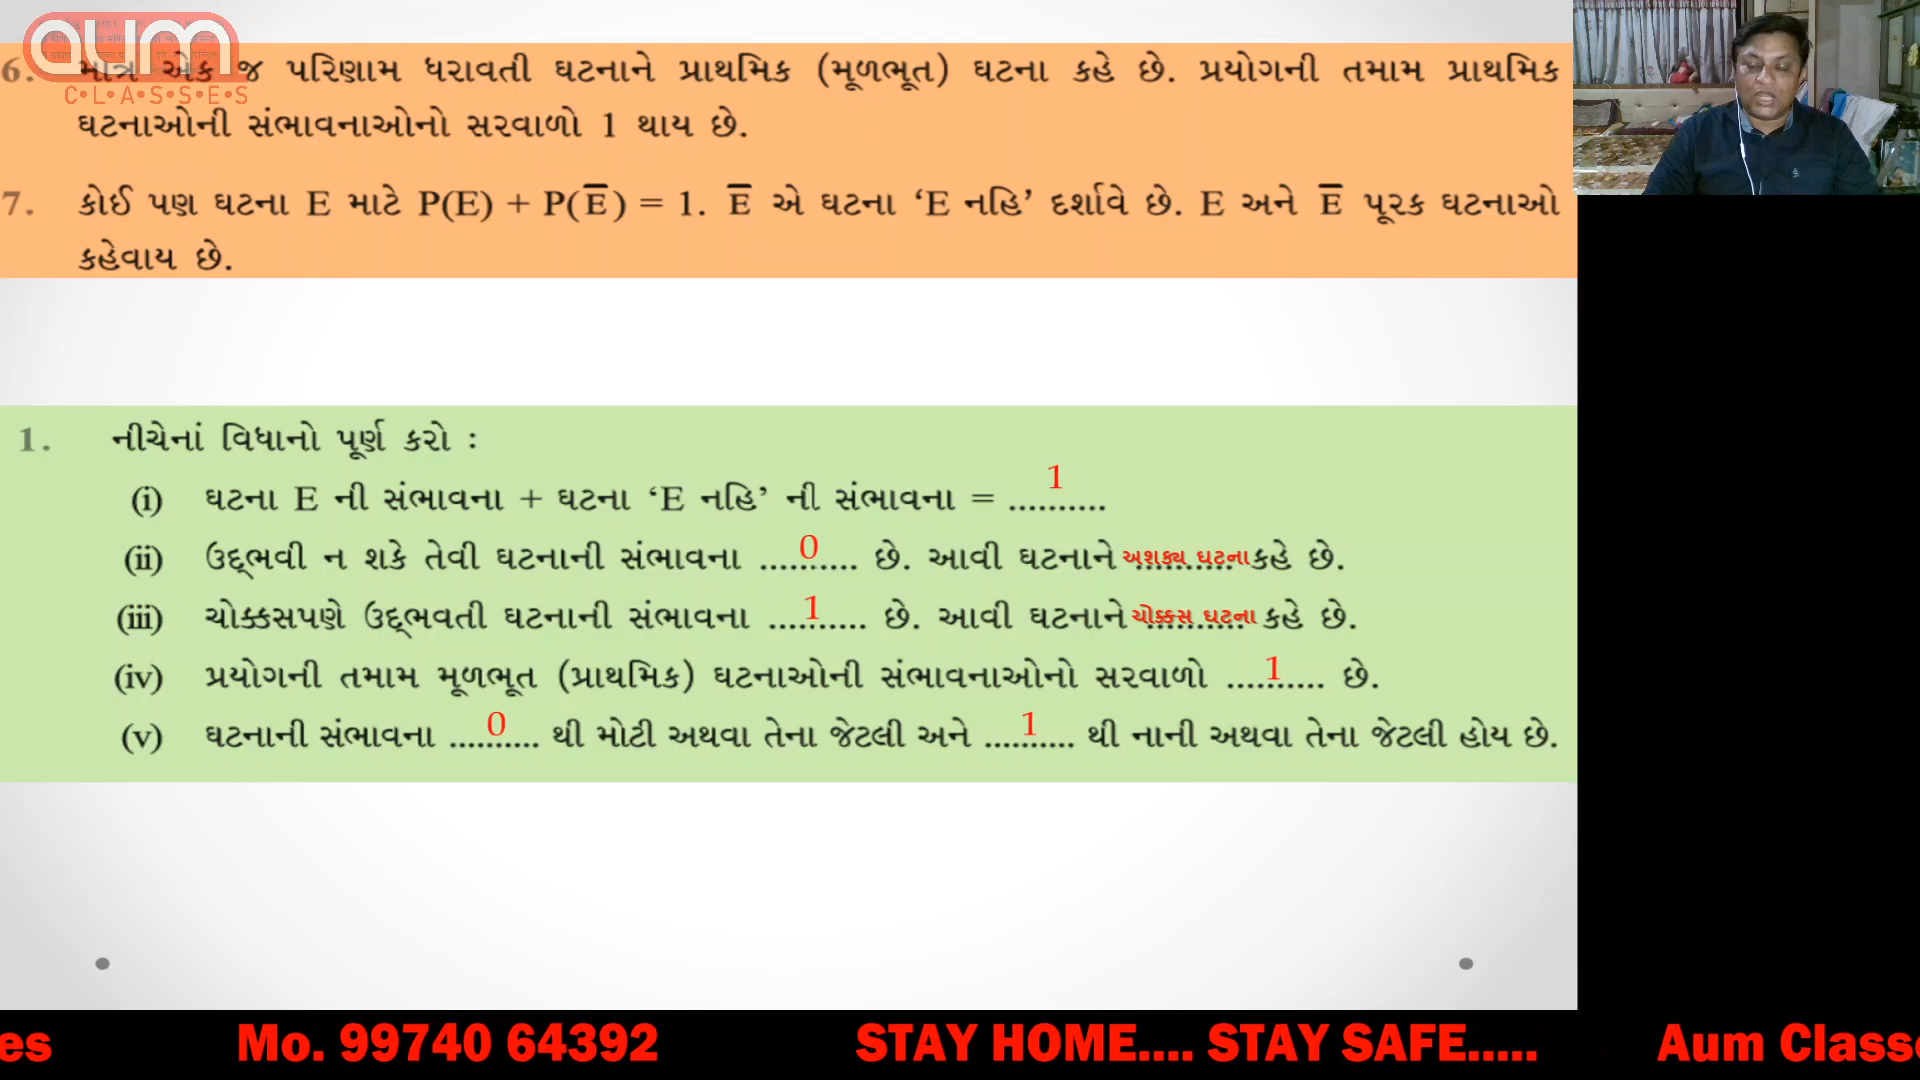 aum
C•L•A•S•S•E•S
6. માત્ર એક જ પરિણામ ધરાવતી ઘટનાને પ્રાથમિક (મૂળભૂત) ઘટના કહે છે. પ્રયોગની તમામ પ્રાથમિક
ઘટનાઓની સંભાવનાઓનો સરવાળો 1 થાય છે.
7. કોઈ પણ ઘટના E માટે P(E) + P(E̅) = 1. E̅ એ ઘટના ‘E નહિ’ દર્શાવે છે. E અને E̅ પૂરક ઘટનાઓ
કહેવાય છે.
1. નીચેનાં વિધાનો પૂર્ણ કરો :
(i) ઘટના E ની સંભાવના + ઘટના ‘E નહિ’ ની સંભાવના = .......... 1
(ii) ઉદ્ભવી ન શકે તેવી ઘટનાની સંભાવના ..... 0 ..... છે. આવી ઘટનાને અશક્ય ઘટના કહે છે.
(iii) ચોક્કસપણે ઉદ્ભવતી ઘટનાની સંભાવના ..... 1 ..... છે. આવી ઘટનાને ચોક્કસ ઘટના કહે છે.
(iv) પ્રયોગની તમામ મૂળભૂત (પ્રાથમિક) ઘટનાઓની સંભાવનાઓનો સરવાળો ..... 1 ..... છે.
(v) ઘટનાની સંભાવના ..... 0 ..... થી મોટી અથવા તેના જેટલી અને ..... 1 ..... થી નાની અથવા તેના જેટલી હોય છે.
es Mo. 99740 64392 STAY HOME.... STAY SAFE..... Aum Classe